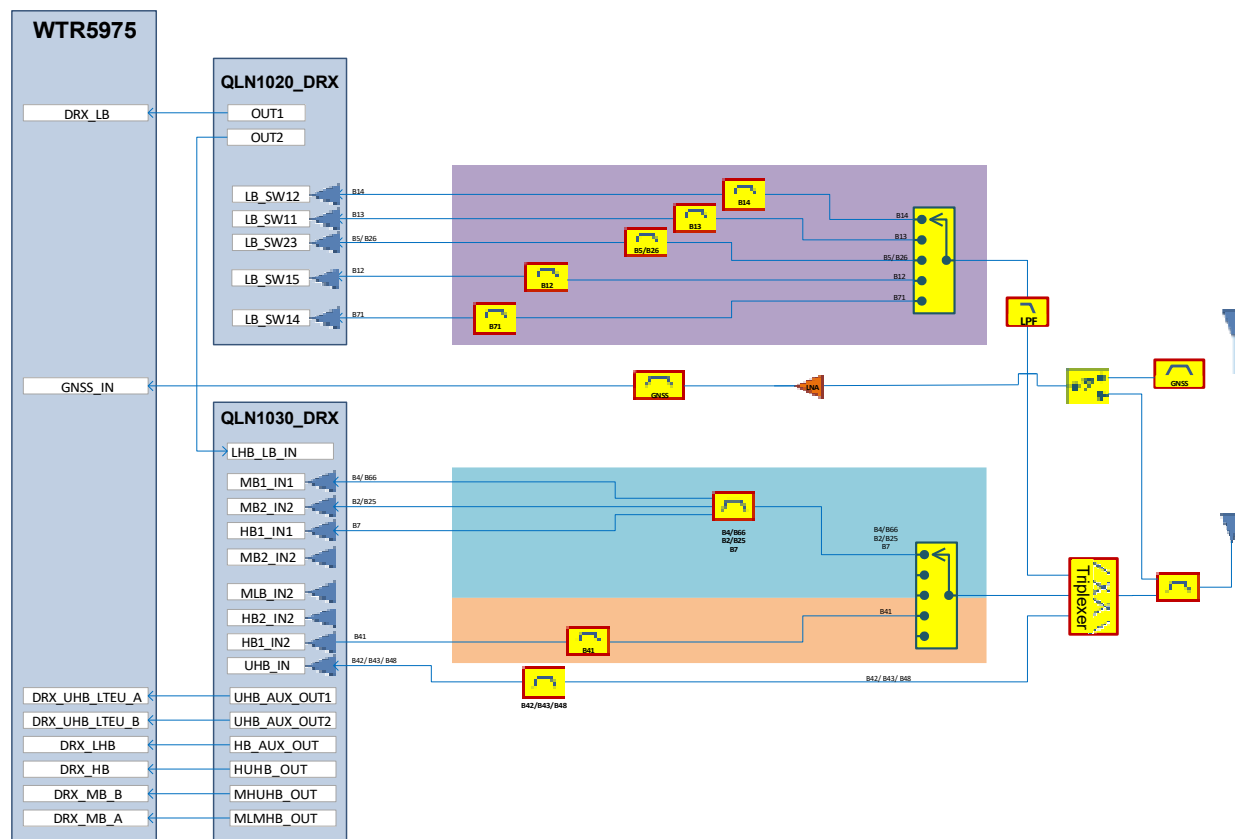 WTR5975
QLN1020_DRX
DRX_LB
OUT1
OUT2
LB_SW12
B14
B14
B14
LB_SW11
B13
B13
B13
LB_SW23
B5/B26
B5/B26
B5/B26
LB_SW15
B12
B12
B12
LB_SW14
B71
B71
B71
LPF
GNSS_IN
GNSS
LNA
GNSS
QLN1030_DRX
LHB_LB_IN
MB1_IN1
B4/B66
MB2_IN2
B2/B25
HB1_IN1
B7
B4/B66
B2/B25
B7
B4/B66
B2/B25
B7
MB2_IN2
MLB_IN2
HB2_IN2
HB1_IN2
B41
B41
B41
Triplexer
UHB_IN
B42/B43/B48
B42/B43/B48
B42/B43/B48
DRX_UHB_LTEU_A
UHB_AUX_OUT1
DRX_UHB_LTEU_B
UHB_AUX_OUT2
DRX_LHB
HB_AUX_OUT
DRX_HB
HUHB_OUT
DRX_MB_B
MHUHB_OUT
DRX_MB_A
MLMHB_OUT